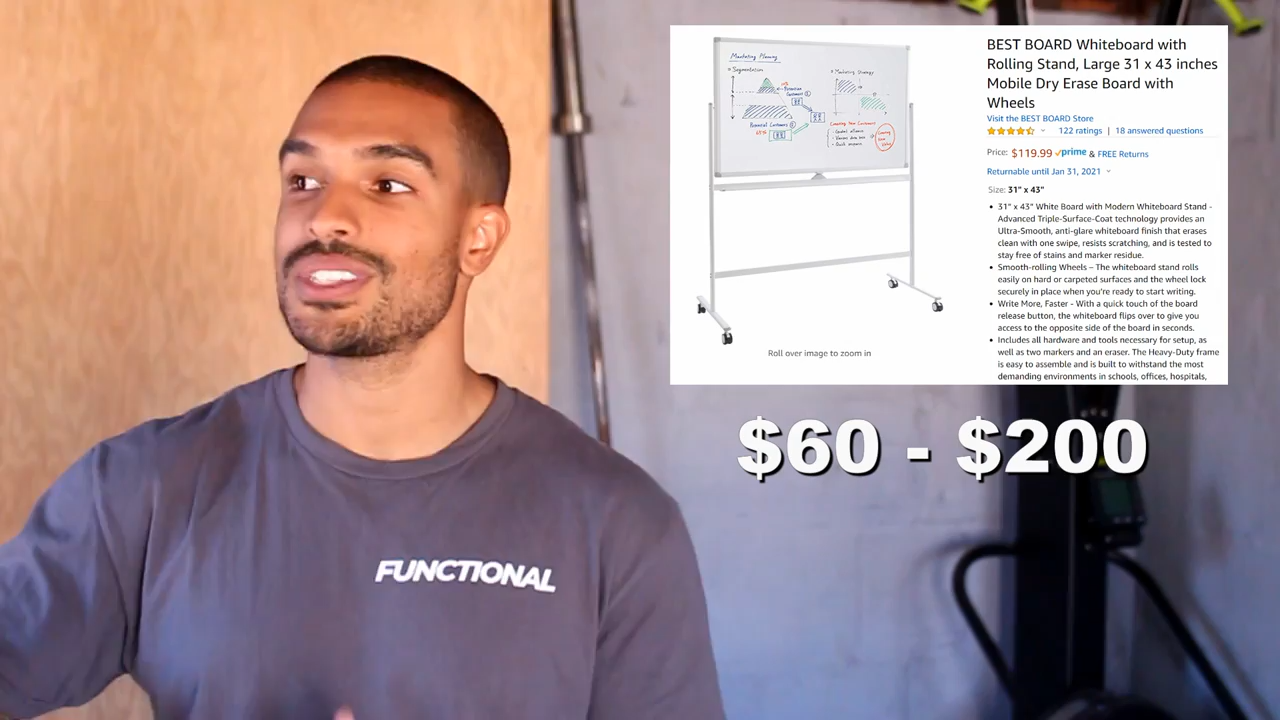 BEST BOARD Whiteboard with
Rolling Stand, Large 31 x 43 inches
Mobile Dry Erase Board with
Wheels
Visit the BEST BOARD Store
122 ratings | 18 answered questions
Price: $119.99 prime & FREE Returns
Returnable until Jan 31, 2021
Size: 31" x 43"
• 31" x 43" White Board with Modern Whiteboard Stand -
Advanced Triple-Surface-Coat technology provides an
Ultra-Smooth, anti-glare whiteboard finish that erases
clean with one swipe, resists scratching, and is tested to
stay free of stains and marker residue.
• Smooth-rolling Wheels – The whiteboard stand rolls
easily on hard or carpeted surfaces and the wheel lock
securely in place when you're ready to start writing.
• Write More, Faster - With a quick touch of the board
release button, the whiteboard flips over to give you
access to the opposite side of the board in seconds.
• Includes all hardware and tools necessary for setup, as
well as two markers and an eraser. The Heavy-Duty frame
is easy to assemble and is built to withstand the most
demanding environments in schools, offices, hospitals,
Marketing Planning
Segmentation
Marketing Strategy
Potential Customers
Roll over image to zoom in
$60 - $200
FUNCTIONAL